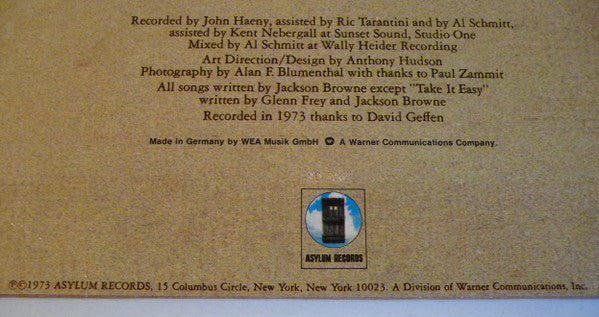 Recorded by John Haeny, assisted by Ric Tarantini and by Al Schmitt,
assisted by Kent Nebergall at Sunset Sound, Studio One
Mixed by Al Schmitt at Wally Heider Recording
Art Direction/Design by Anthony Hudson
Photography by Alan F. Blumenthal with thanks to Paul Zammit
All songs written by Jackson Browne except "Take It Easy"
written by Glenn Frey and Jackson Browne
Recorded in 1973 thanks to David Geffen
Made in Germany by WEA Musik GmbH A Warner Communications Company.
ASYLUM RECORDS
℗©1973 ASYLUM RECORDS, 15 Columbus Circle, New York, New York 10023. A Division of Warner Communications, Inc.